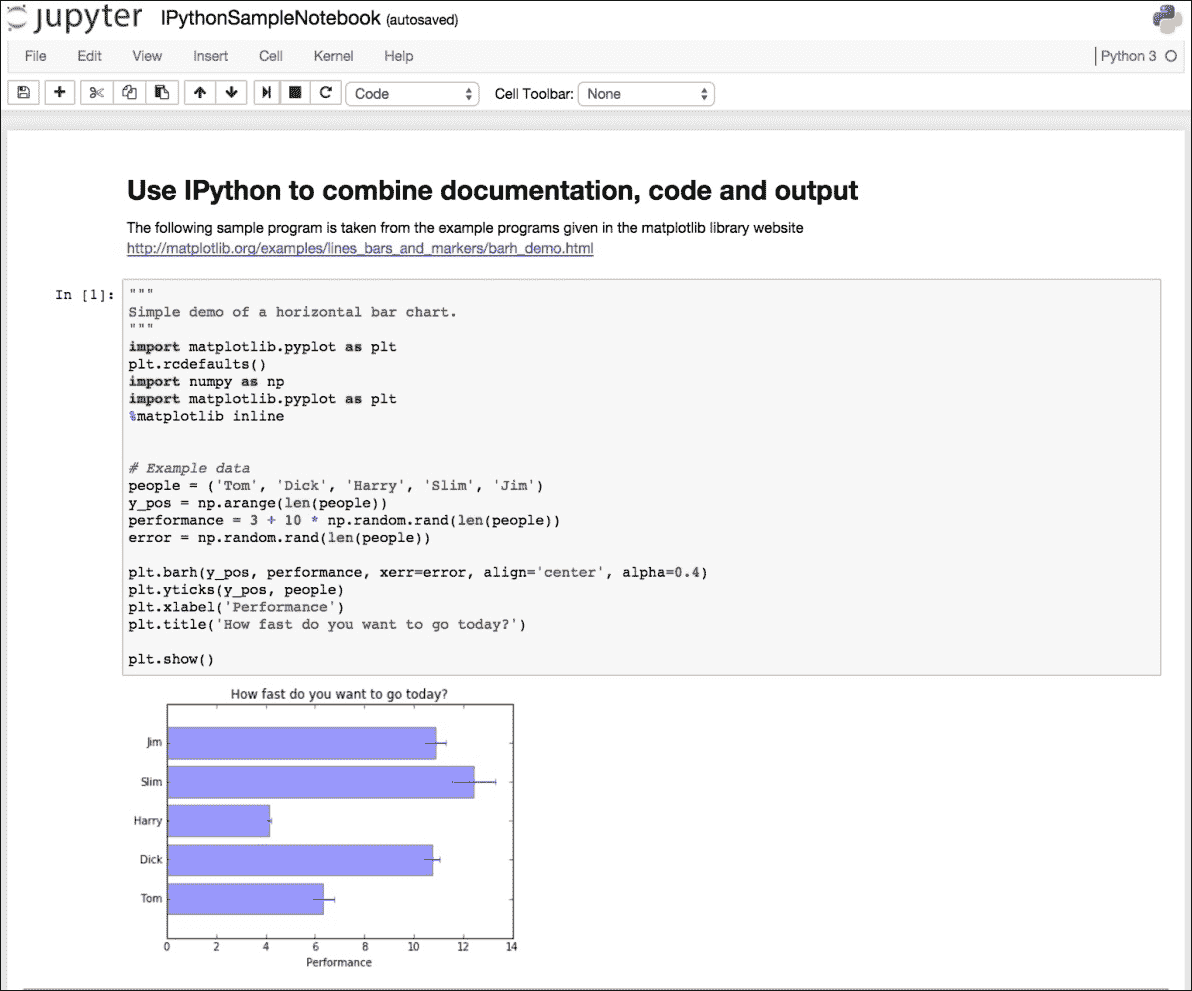 jupyter IPythonSampleNotebook (autosaved)
File Edit View Insert Cell Kernel Help Python 3
Code Cell Toolbar: None
Use IPython to combine documentation, code and output
The following sample program is taken from the example programs given in the matplotlib library website
http://matplotlib.org/examples/lines_bars_and_markers/barh_demo.html
In [1]: """
Simple demo of a horizontal bar chart.
"""
import matplotlib.pyplot as plt
plt.rcdefaults()
import numpy as np
import matplotlib.pyplot as plt
%matplotlib inline
# Example data
people = ('Tom', 'Dick', 'Harry', 'Slim', 'Jim')
y_pos = np.arange(len(people))
performance = 3 + 10 * np.random.rand(len(people))
error = np.random.rand(len(people))
plt.barh(y_pos, performance, xerr=error, align='center', alpha=0.4)
plt.yticks(y_pos, people)
plt.xlabel('Performance')
plt.title('How fast do you want to go today?')
plt.show()
How fast do you want to go today?
Jim
Slim
Harry
Dick
Tom
0 2 4 6 8 10 12 14
Performance